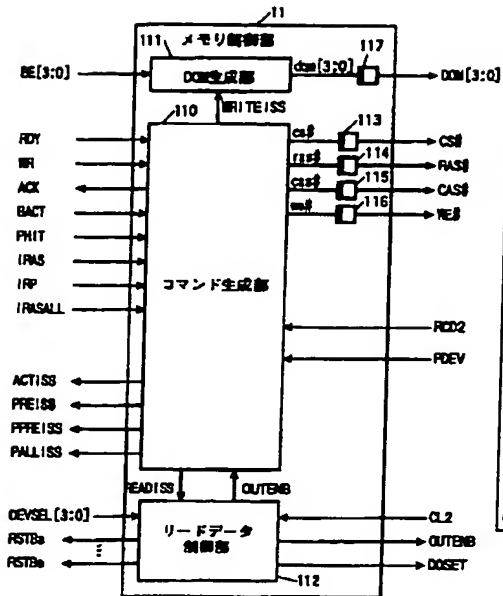 11
メモリ制御部
111
DQM生成部
BE[3:0]
dqm[3:0]
117
DQM[3:0]
WRITEISS
110
cs#
113
CS#
RDY
ras#
114
RAS#
WR
cas#
115
CAS#
ACK
we#
116
WE#
BACT
PHIT
IRAS
IRP
IRASALL
コマンド生成部
RCD2
PDEV
ACTISS
PREISS
PPREISS
PALLISS
READISS
OUTENB
DEVSEL[3:0]
リードデータ
制御部
CL2
RSTBa
OUTENB
RSTBa
DOSET
112